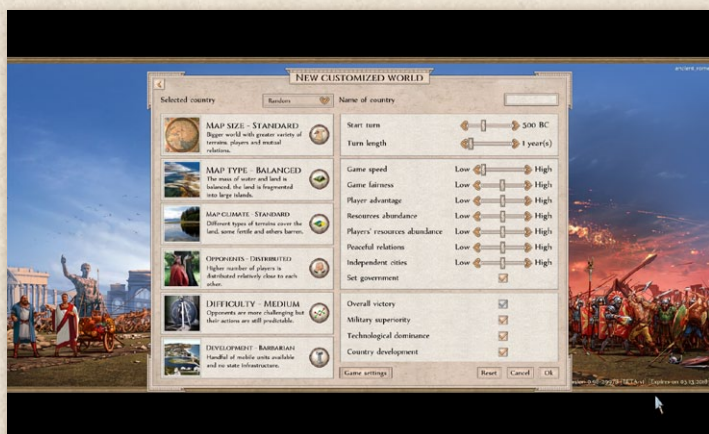 NEW CUSTOMIZED WORLD
Selected country
Random
Name of country
MAP SIZE - STANDARD
Bigger world with greater variety of
terrains, players and mutual
relations.
MAP TYPE - BALANCED
The mass of water and land is
balanced, the land is fragmented
into large islands.
MAP CLIMATE - STANDARD
Different types of terrains cover the
land, some fertile and others barren.
OPPONENTS - DISTRIBUTED
Higher number of players is
distributed relatively close to each
other.
DIFFICULTY - MEDIUM
Opponents are more challenging but
their actions are still predictable.
DEVELOPMENT - BARBARIAN
Handful of mobile units available
and no state infrastructure.
Start turn 500 BC
Turn length 1 year(s)
Game speed Low High
Game fairness Low High
Player advantage Low High
Resources abundance Low High
Players' resources abundance Low High
Peaceful relations Low High
Independent cities Low High
Set government
Overall victory
Military superiority
Technological dominance
Country development
Game settings
Reset
Cancel
Ok